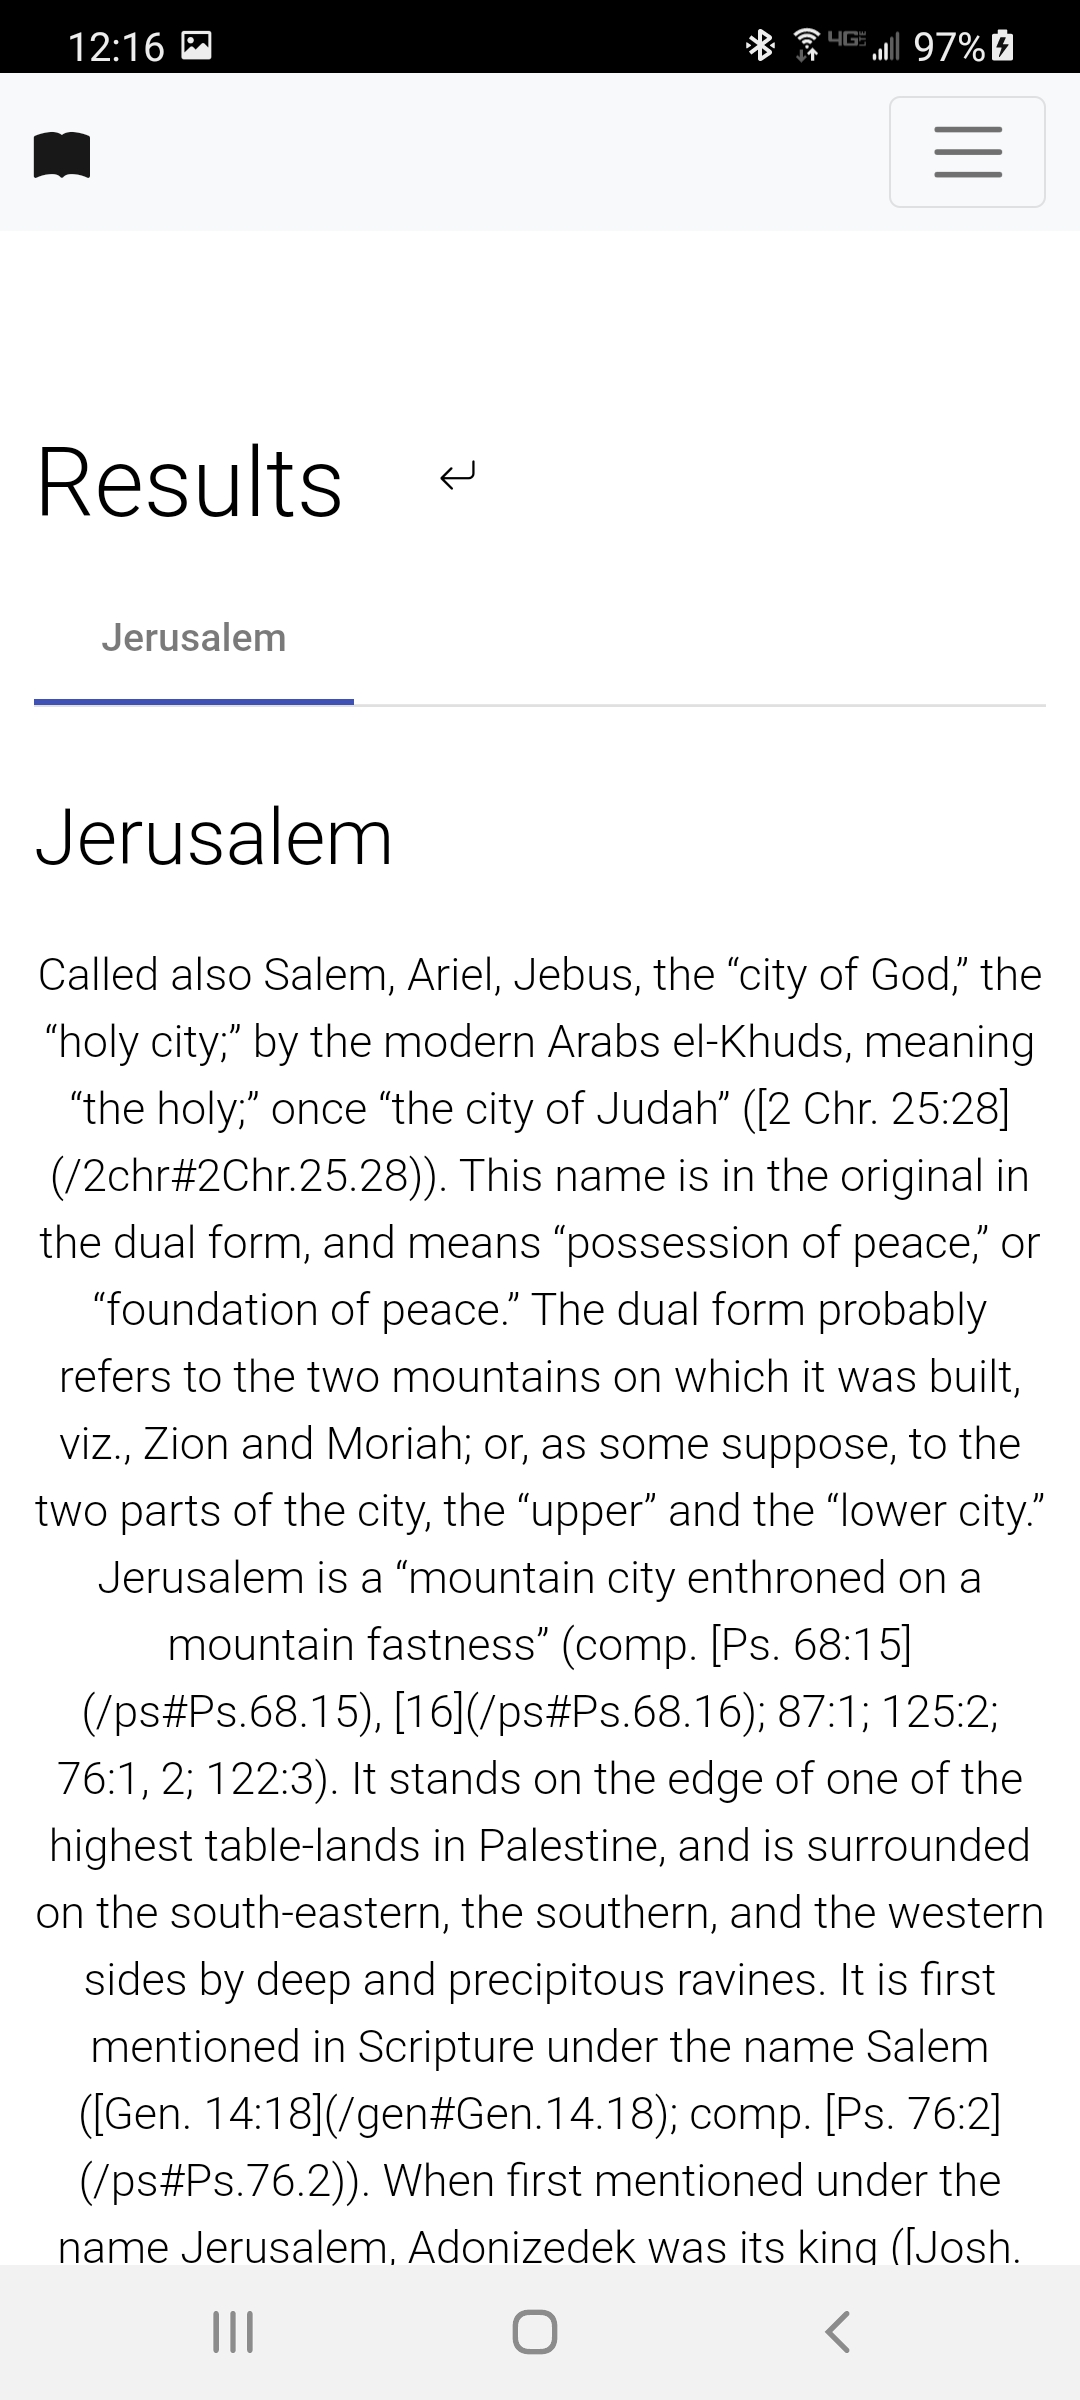 12:16
4G 97%
Results
Jerusalem
Jerusalem
Called also Salem, Ariel, Jebus, the “city of God,” the
“holy city;” by the modern Arabs el-Khuds, meaning
“the holy;” once “the city of Judah” ([2 Chr. 25:28]
(/2chr#2Chr.25.28)). This name is in the original in
the dual form, and means “possession of peace,” or
“foundation of peace.” The dual form probably
refers to the two mountains on which it was built,
viz., Zion and Moriah; or, as some suppose, to the
two parts of the city, the “upper” and the “lower city.”
Jerusalem is a “mountain city enthroned on a
mountain fastness” (comp. [Ps. 68:15]
(/ps#Ps.68.15), [16](/ps#Ps.68.16); 87:1; 125:2;
76:1, 2; 122:3). It stands on the edge of one of the
highest table-lands in Palestine, and is surrounded
on the south-eastern, the southern, and the western
sides by deep and precipitous ravines. It is first
mentioned in Scripture under the name Salem
([Gen. 14:18](/gen#Gen.14.18); comp. [Ps. 76:2]
(/ps#Ps.76.2)). When first mentioned under the
name Jerusalem, Adonizedek was its king ([Josh.